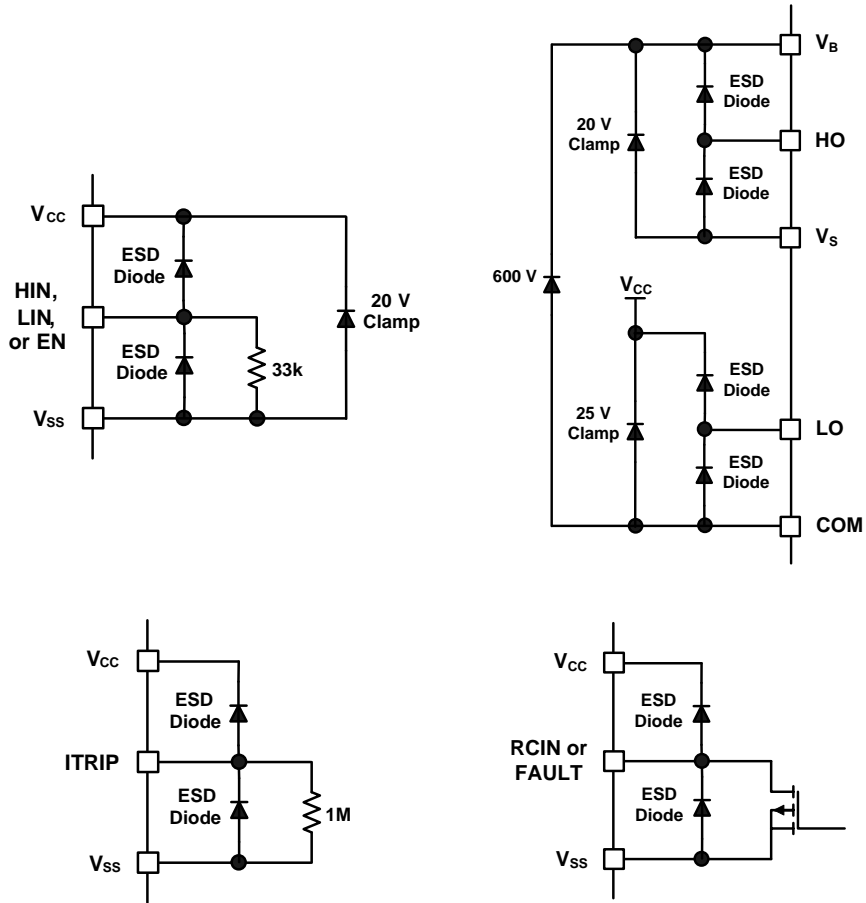 VCC
HIN,
LIN,
or EN
VSS
ESD
Diode
ESD
Diode
33k
20 V
Clamp
VB
HO
VS
ESD
Diode
ESD
Diode
20 V
Clamp
600 V
VCC
25 V
Clamp
ESD
Diode
ESD
Diode
LO
COM
VCC
ITRIP
VSS
ESD
Diode
ESD
Diode
1M
VCC
RCIN or
FAULT
VSS
ESD
Diode
ESD
Diode